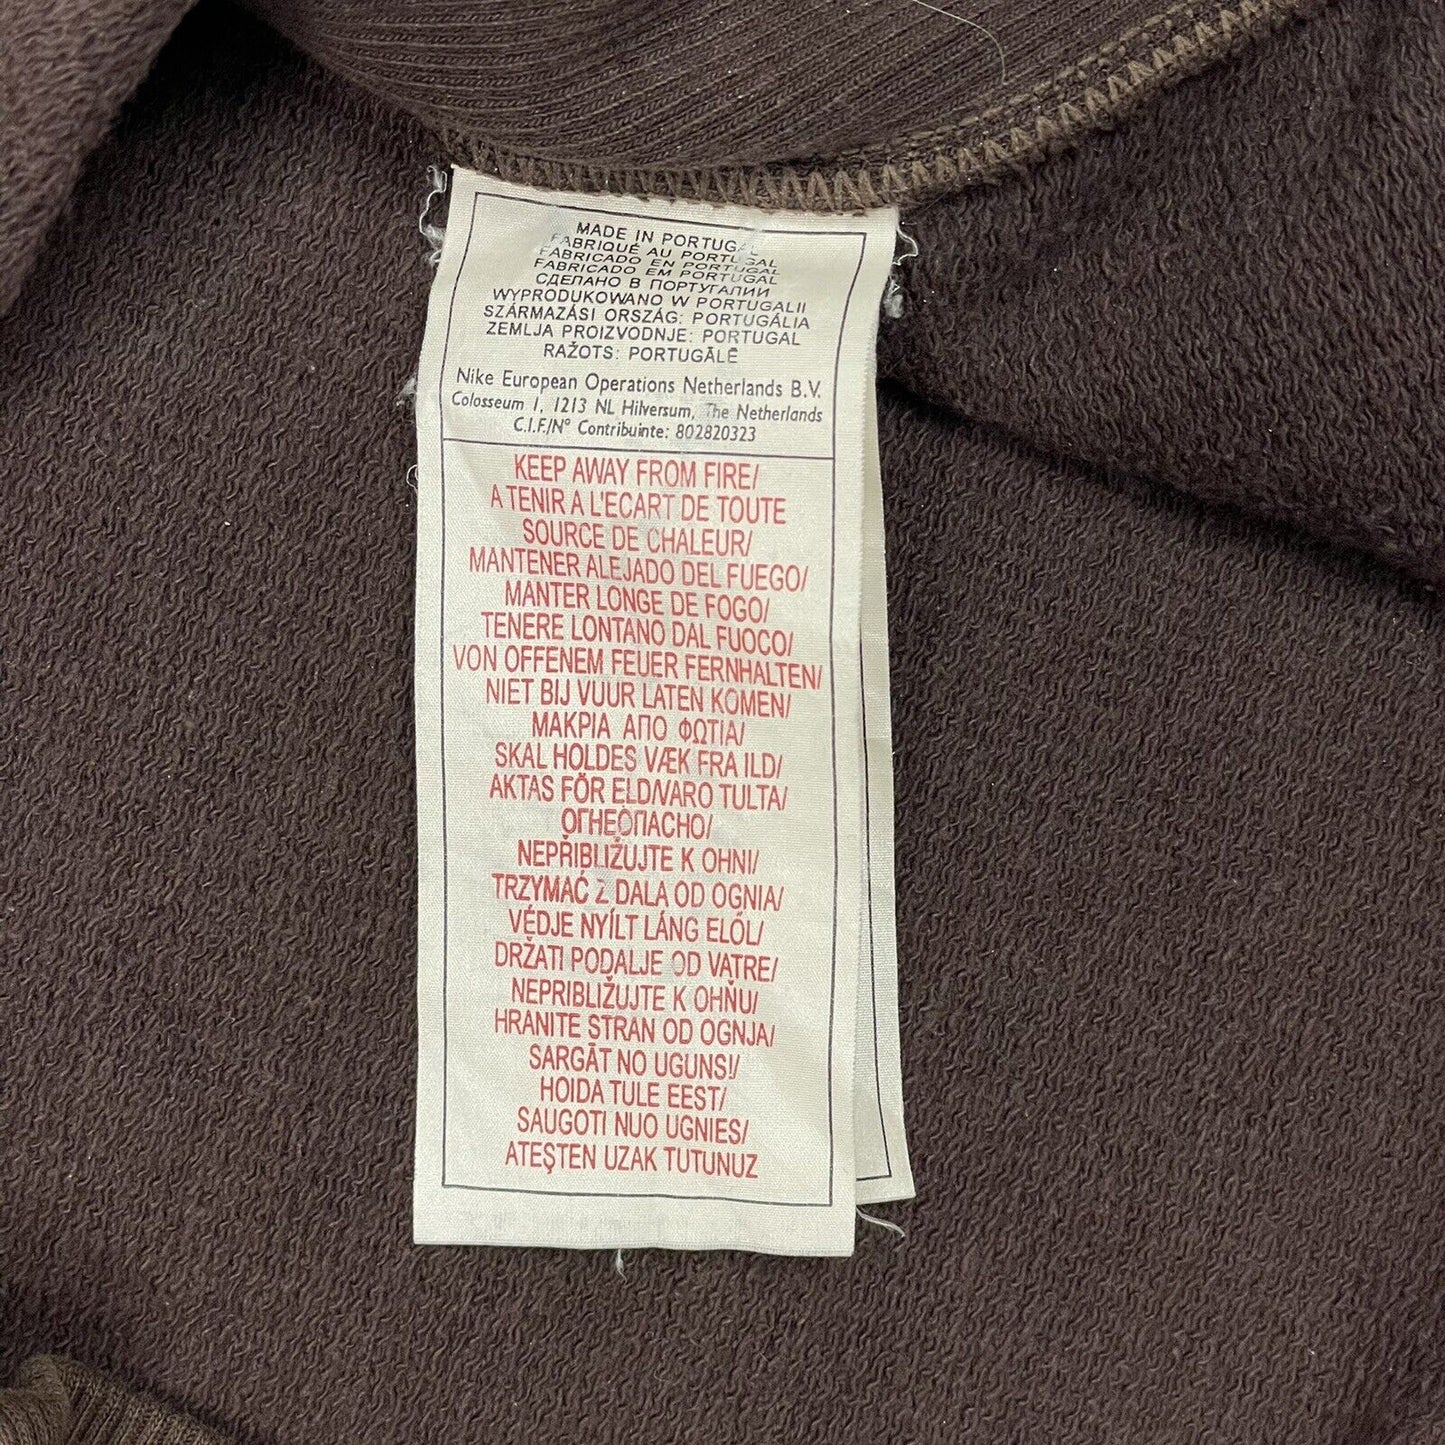 MADE IN PORTUGAL
FABRIQUÉ AU PORTUGAL
FABRICADO EN PORTUGAL
FABRICADO EM PORTUGAL
СДЕЛАНО В ПОРТУГАЛИИ
WYPRODUKOWANO W PORTUGALII
SZÁRMAZÁSI ORSZÁG: PORTUGÁLIA
ZEMLJA PROIZVODNJE: PORTUGAL
RAŽOTS: PORTUGĀLĒ
Nike European Operations Netherlands B.V.
Colosseum 1, 1213 NL Hilversum, The Netherlands
C.I.F./N° Contribuinte: 802820323
KEEP AWAY FROM FIRE/
A TENIR A L'ECART DE TOUTE
SOURCE DE CHALEUR/
MANTENER ALEJADO DEL FUEGO/
MANTER LONGE DE FOGO/
TENERE LONTANO DAL FUOCO/
VON OFFENEM FEUER FERNHALTEN/
NIET BIJ VUUR LATEN KOMEN/
ΜΑΚΡΙΑ ΑΠΟ ΦΩΤΙΑ/
SKAL HOLDES VÆK FRA ILD/
AKTAS FÖR ELD/VARO TULTA/
ОГНЕОПАСНО/
NEPŘIBLIŽUJTE K OHNI/
TRZYMAĆ Z DALA OD OGNIA/
VÉDJE NYÍLT LÁNG ELŐL/
DRŽATI PODALJE OD VATRE/
NEPRIBLIŽUJTE K OHŇU/
HRANITE STRAN OD OGNJA/
SARGĀT NO UGUNS!/
HOIDA TULE EEST/
SAUGOTI NUO UGNIES/
ATEŞTEN UZAK TUTUNUZ